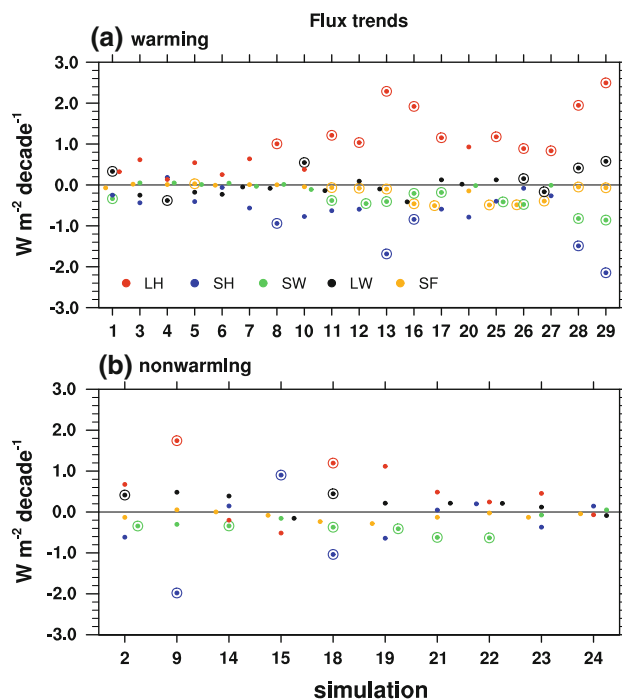 Flux trends
(a) warming
3.0
2.0
1.0
0.0
-1.0
-2.0
-3.0
W m-2 decade-1
LH SH SW LW SF
1 3 4 5 6 7 8 10 11 12 13 16 17 20 25 26 27 28 29
(b) nonwarming
3.0
2.0
1.0
0.0
-1.0
-2.0
-3.0
W m-2 decade-1
2 9 14 15 18 19 21 22 23 24
simulation